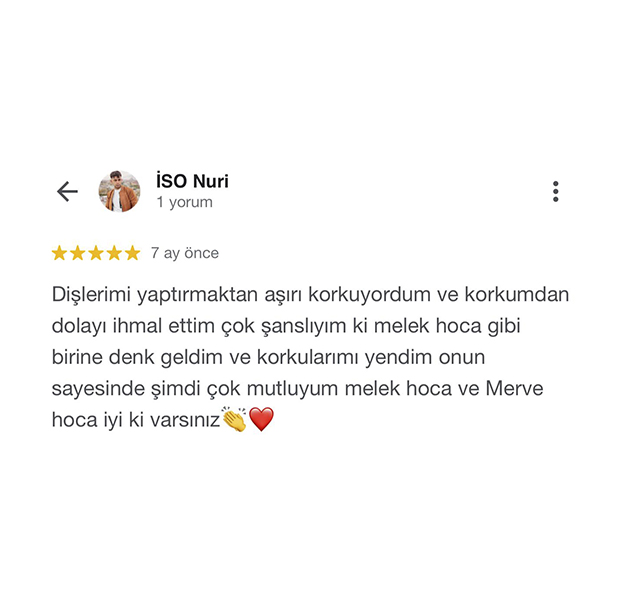 İSO Nuri
1 yorum
7 ay önce
Dişlerimi yaptırmaktan aşırı korkuyordum ve korkumdan
dolayı ihmal ettim çok şanslıyım ki melek hoca gibi
birine denk geldim ve korkularımı yendim onun
sayesinde şimdi çok mutluyum melek hoca ve Merve
hoca iyi ki varsınız👏❤️